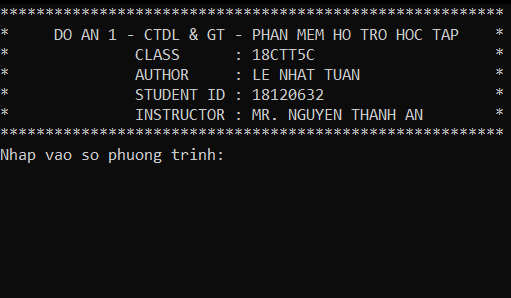 ********************************************************
* DO AN 1 - CTDL & GT - PHAN MEM HO TRO HOC TAP *
* CLASS : 18CTT5C *
* AUTHOR : LE NHAT TUAN *
* STUDENT ID : 18120632 *
* INSTRUCTOR : MR. NGUYEN THANH AN *
********************************************************
Nhap vao so phuong trinh: